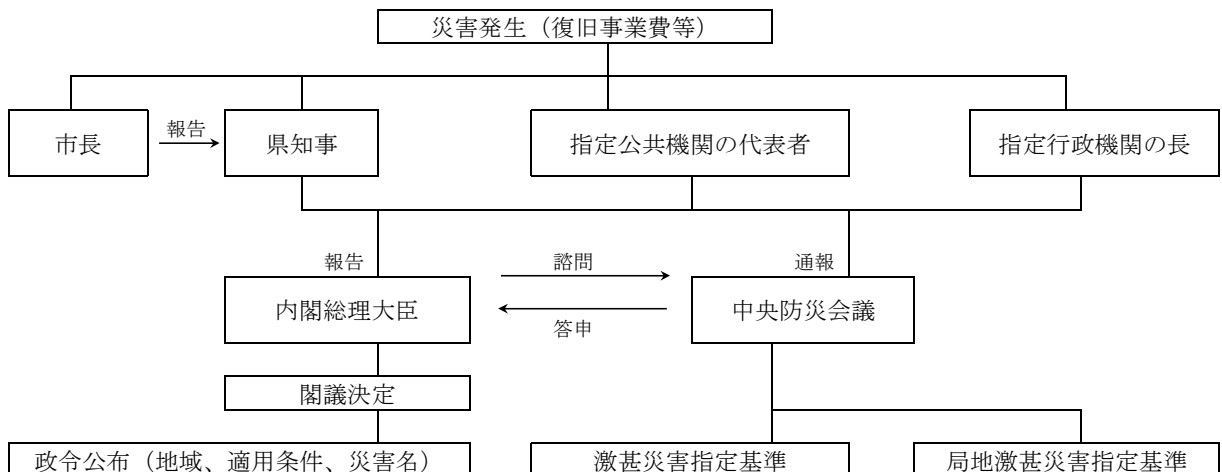 災害発生（復旧事業費等）
市長
報告
県知事
指定公共機関の代表者
指定行政機関の長
報告
諮問
通報
内閣総理大臣
中央防災会議
答申
閣議決定
政令公布（地域、適用条件、災害名）
激甚災害指定基準
局地激甚災害指定基準